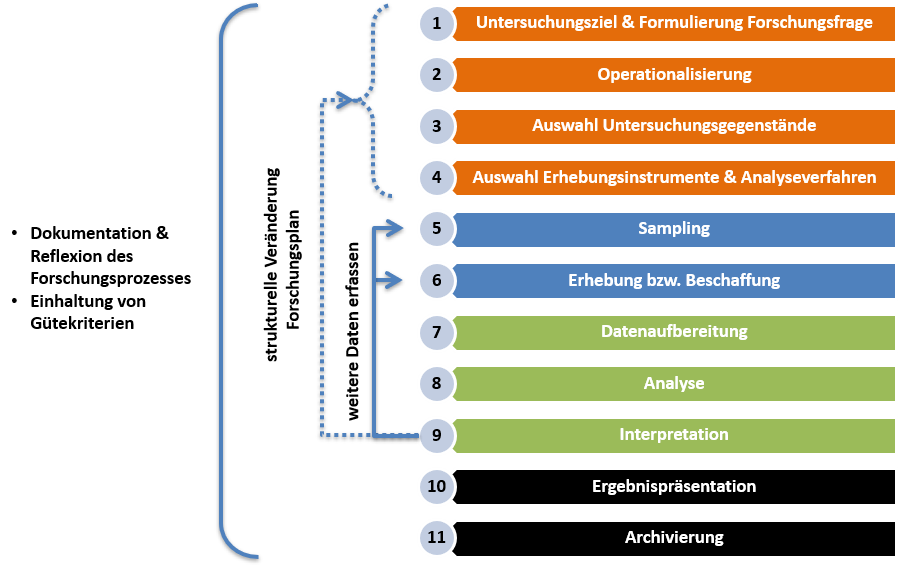 • Dokumentation &
Reflexion des
Forschungsprozesses
• Einhaltung von
Gütekriterien
strukturelle Veränderung
Forschungsplan
weitere Daten erfassen
1 Untersuchungsziel & Formulierung Forschungsfrage
2 Operationalisierung
3 Auswahl Untersuchungsgegenstände
4 Auswahl Erhebungsinstrumente & Analyseverfahren
5 Sampling
6 Erhebung bzw. Beschaffung
7 Datenaufbereitung
8 Analyse
9 Interpretation
10 Ergebnispräsentation
11 Archivierung